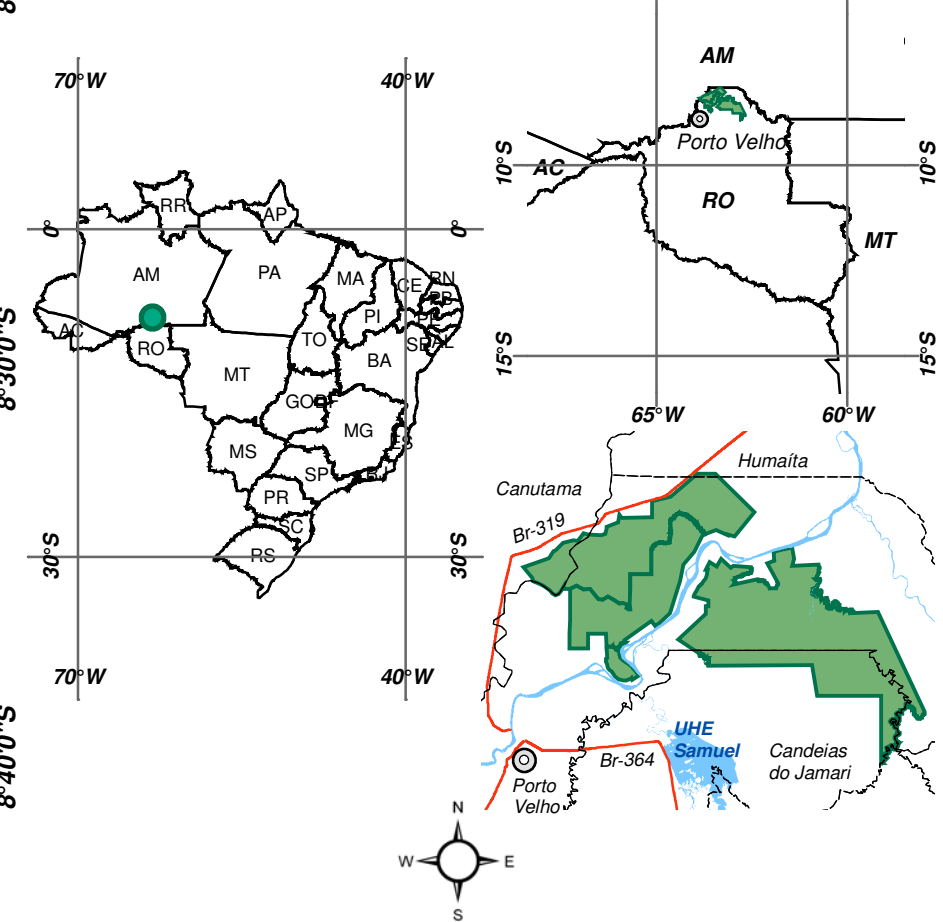 8°30'0"S
8°40'0"S
70°W
40°W
0°
0°
30°S
30°S
70°W
40°W
RR
AP
AM
PA
MA
CE
RN
PB
PI
AC
TO
SE
AL
RO
BA
MT
GO
DF
MG
ES
MS
SP
RJ
PR
SC
RS
AM
Porto Velho
AC
RO
MT
10°S
10°S
15°S
15°S
65°W
60°W
Humaíta
Canutama
Br-319
UHE
Samuel
Br-364
Candeias
do Jamari
Porto
Velho
N
W
E
S